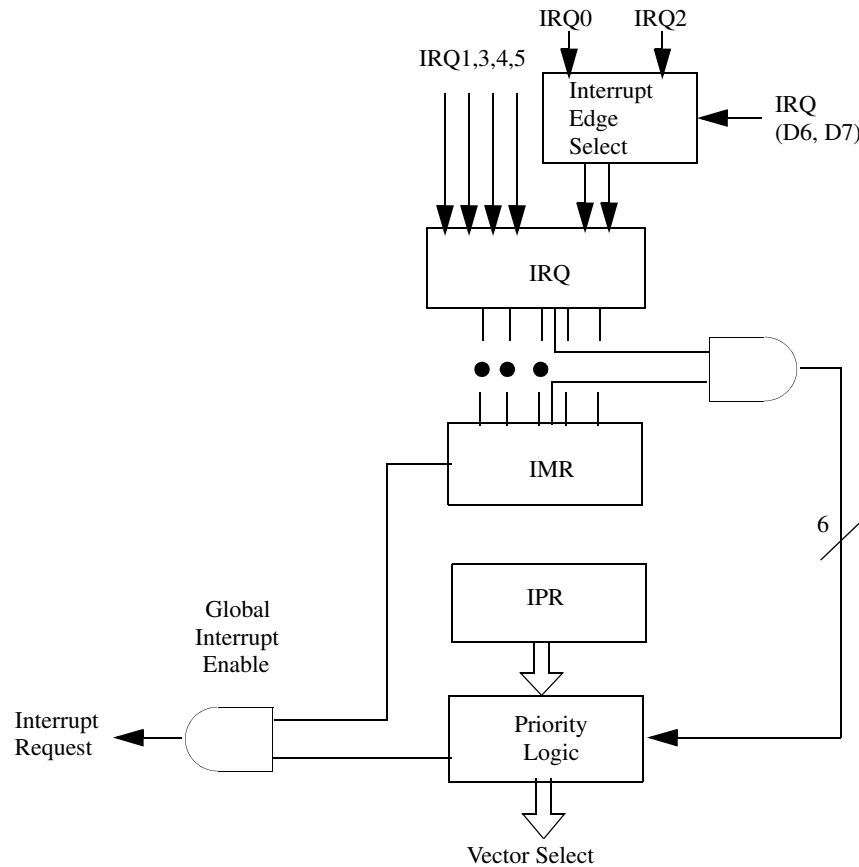 IRQ0
IRQ2
IRQ1,3,4,5
Interrupt
Edge
Select
IRQ
(D6, D7)
IRQ
IMR
6
IPR
Global
Interrupt
Enable
Interrupt
Request
Priority
Logic
Vector Select